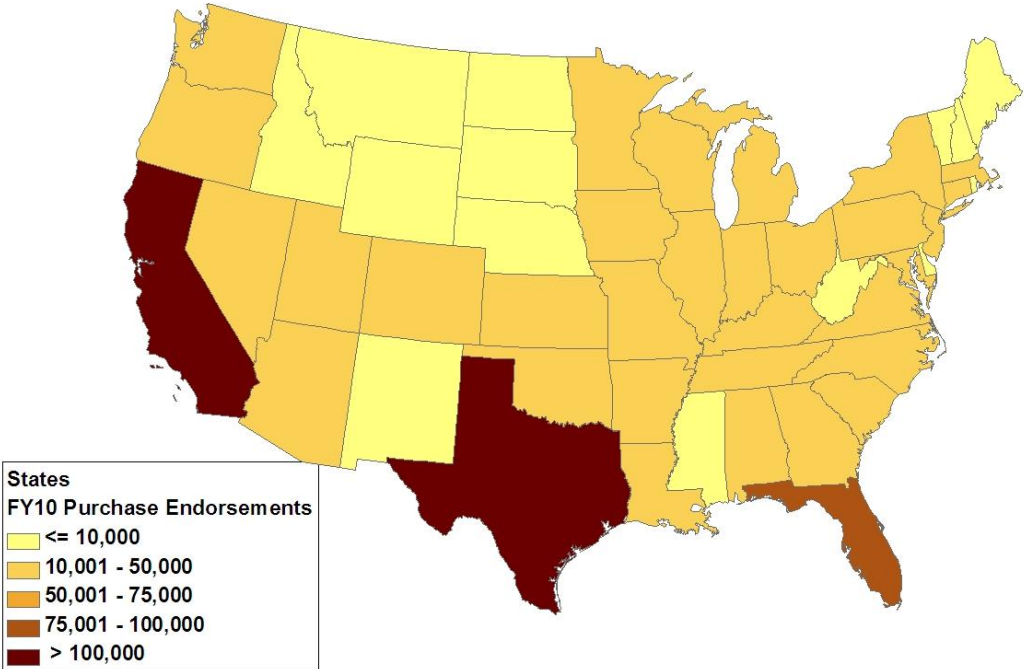 States
FY10 Purchase Endorsements
<= 10,000
10,001 - 50,000
50,001 - 75,000
75,001 - 100,000
> 100,000